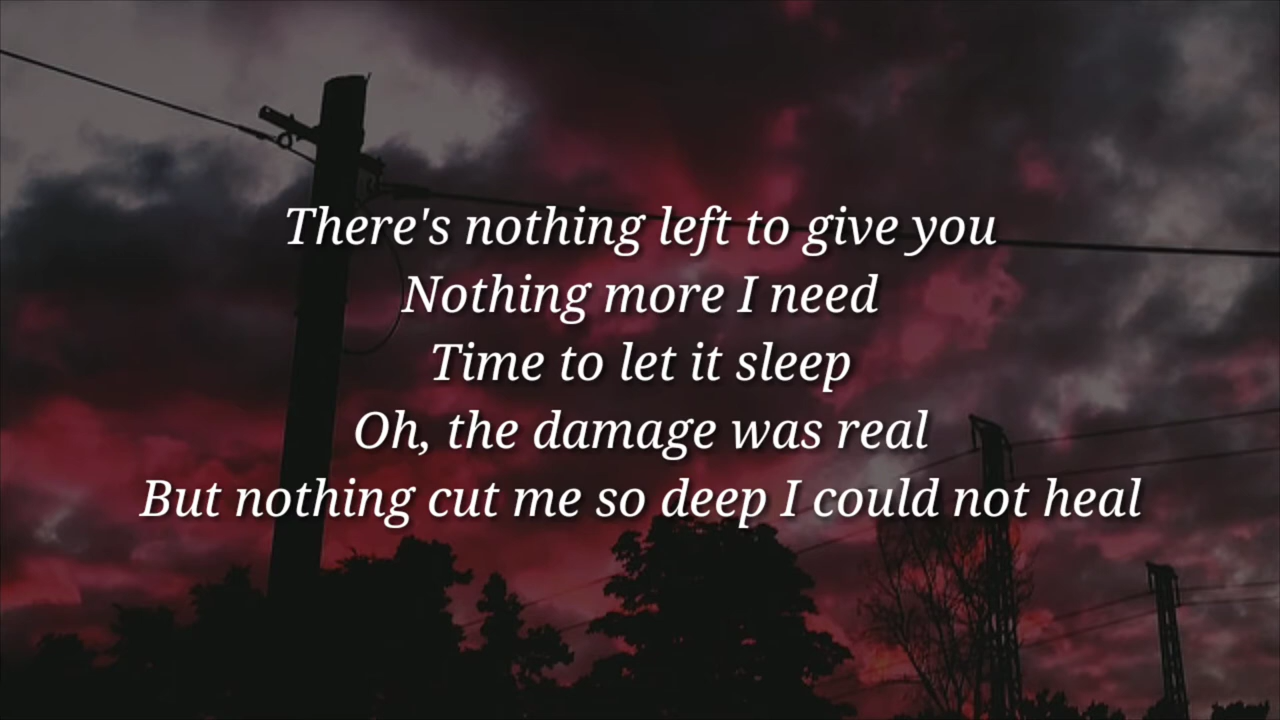 There's nothing left to give you
Nothing more I need
Time to let it sleep
Oh, the damage was real
But nothing cut me so deep I could not heal